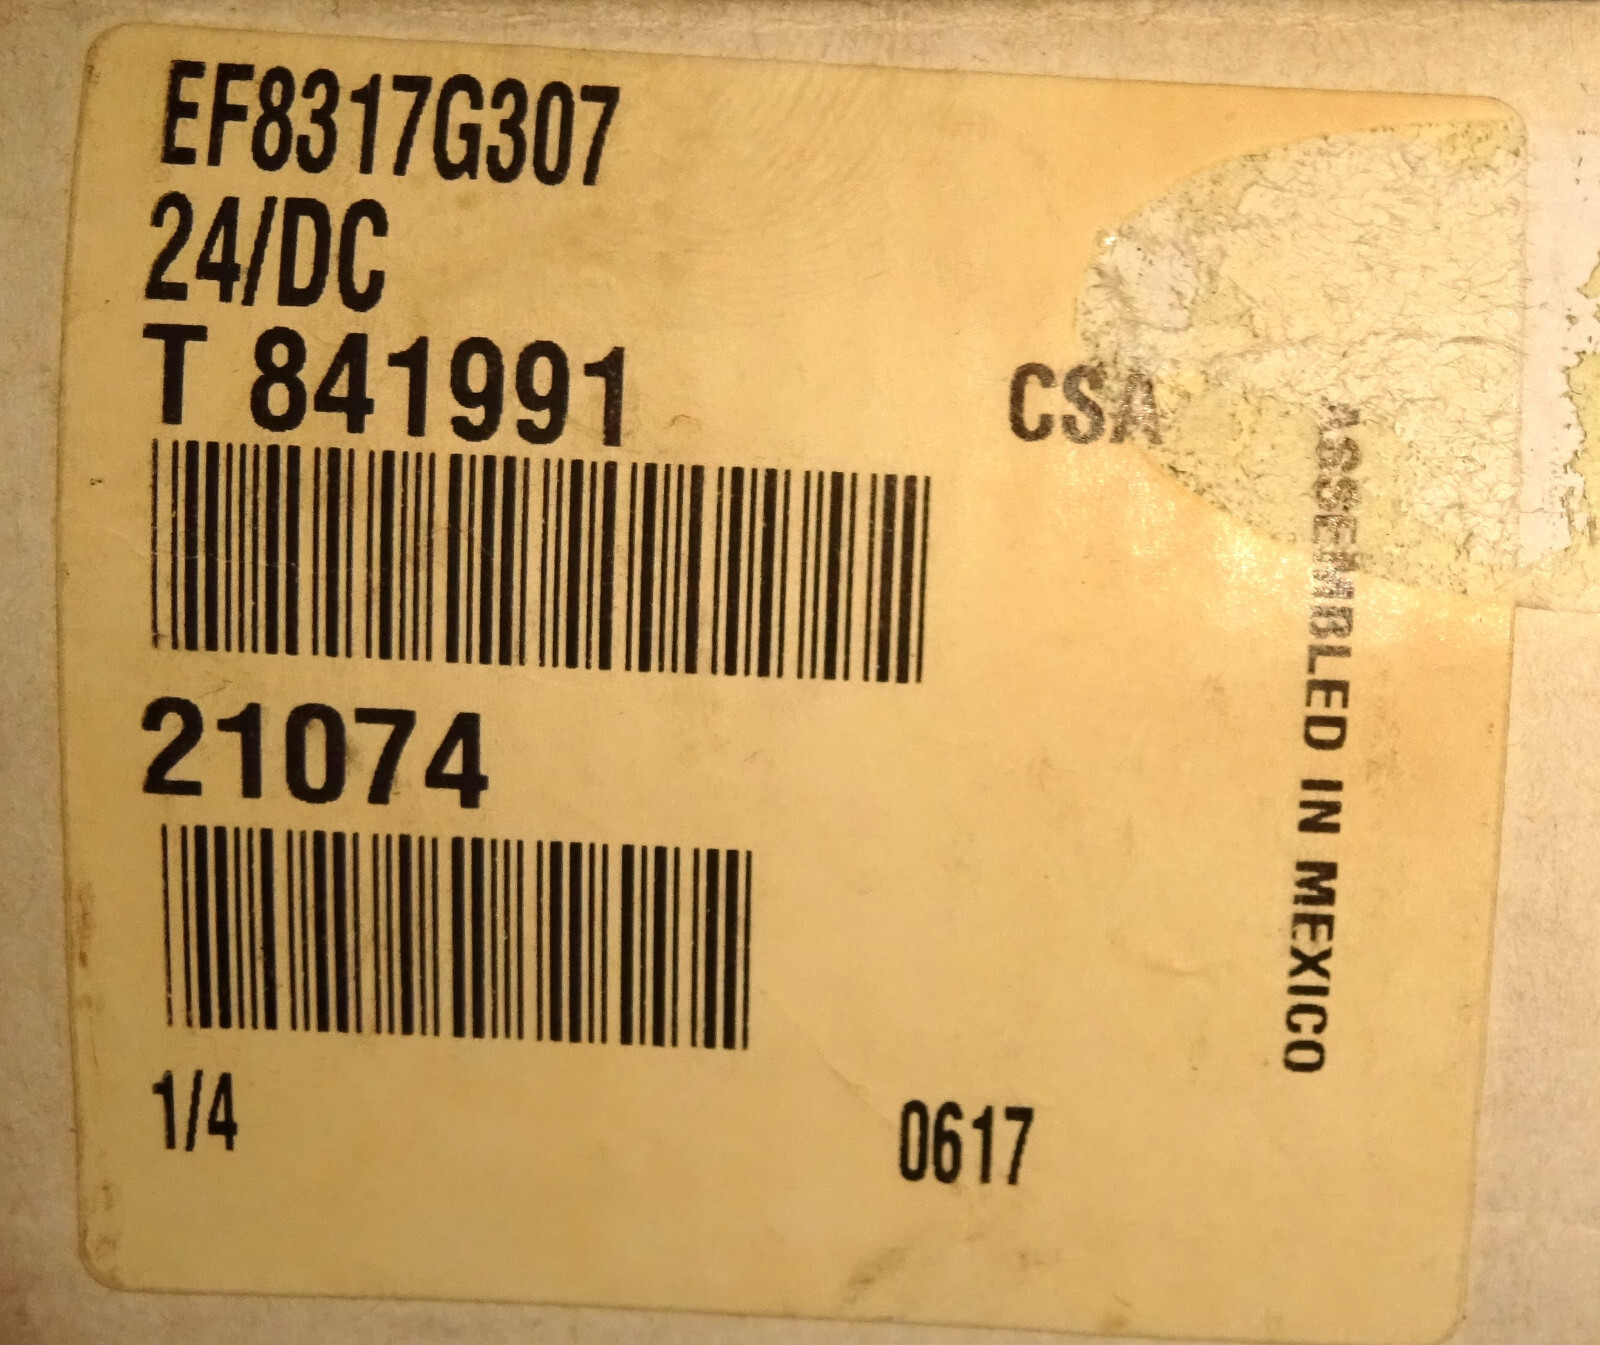 EF8317G307
24/DC
T 841991
CSA
21074
1/4
0617
ASSEMBLED IN MEXICO